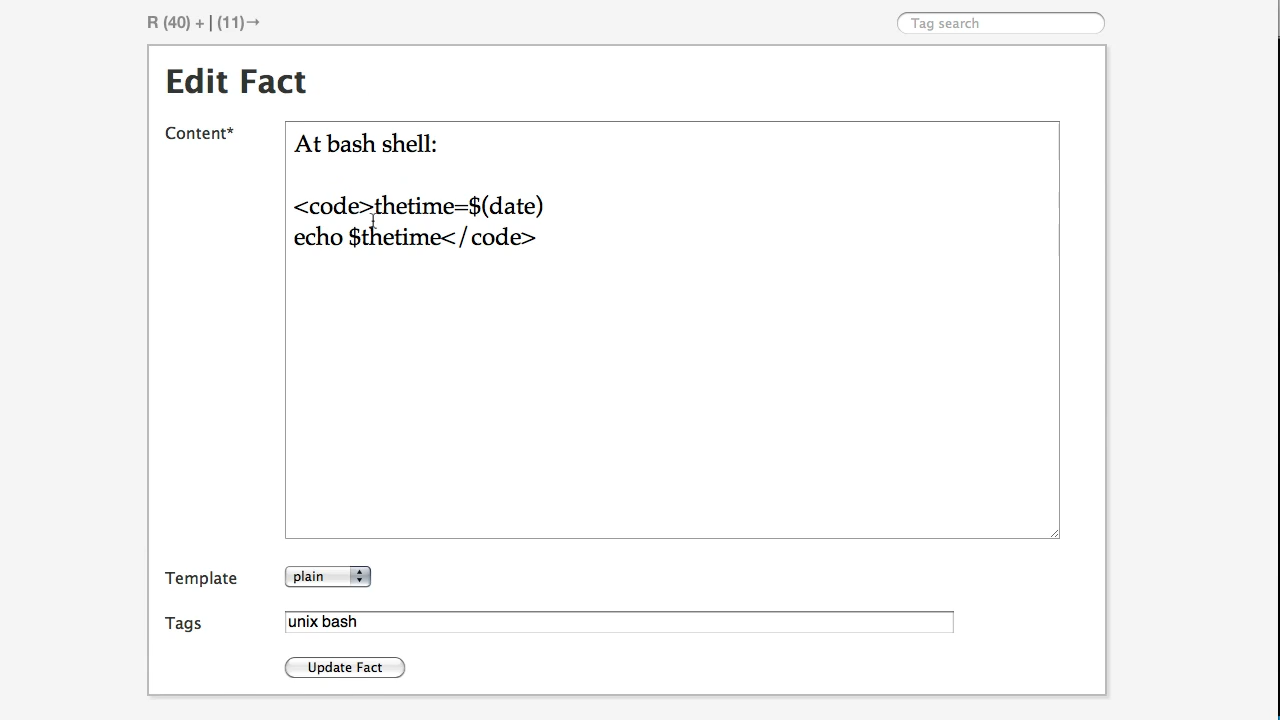 R (40) + | (11)→
Tag search
Edit Fact
Content*
At bash shell:
<code>thetime=$(date)
echo $thetime</code>
Template
plain
Tags
unix bash
Update Fact